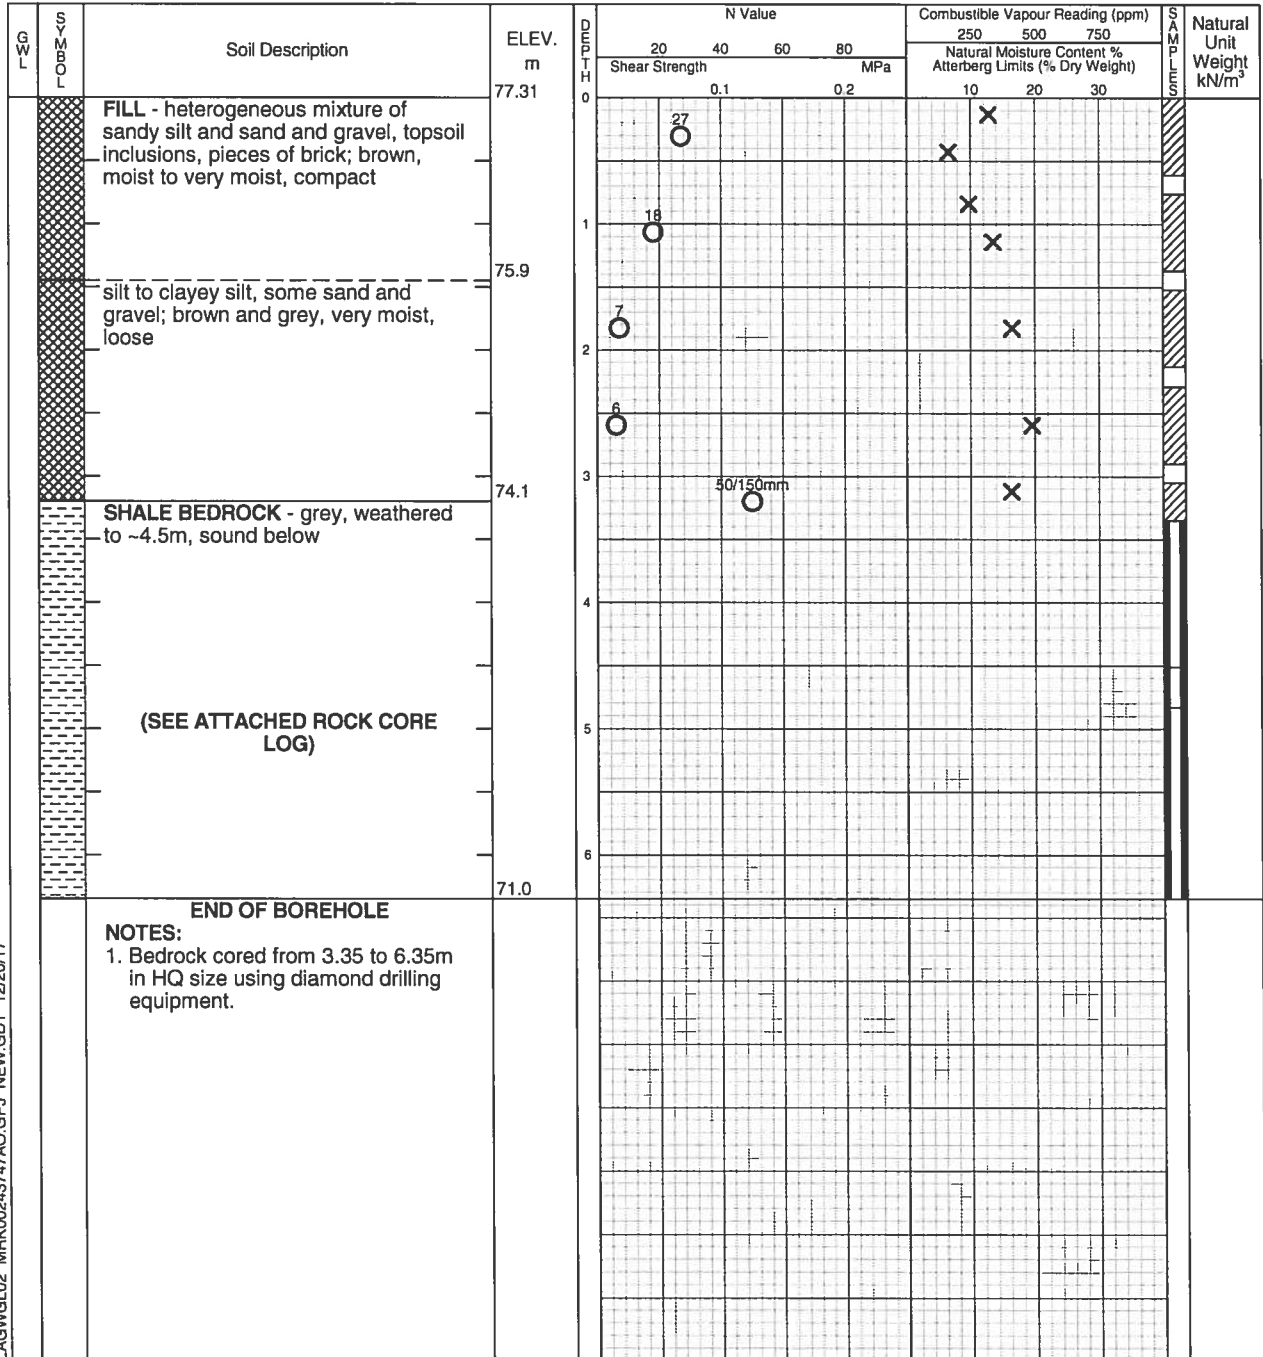 GWL
SYMBOL
Soil Description
ELEV.
m
DEPTH
N Value
20 40 60 80
Shear Strength MPa
0.1 0.2
Combustible Vapour Reading (ppm)
250 500 750
Natural Moisture Content %
Atterberg Limits (% Dry Weight)
10 20 30
SAMPLES
Natural
Unit
Weight
kN/m³
77.31
0
FILL - heterogeneous mixture of
sandy silt and sand and gravel, topsoil
inclusions, pieces of brick; brown,
moist to very moist, compact
27
18
1
75.9
silt to clayey silt, some sand and
gravel; brown and grey, very moist,
loose
7
2
6
3
74.1
50/150mm
SHALE BEDROCK - grey, weathered
to ~4.5m, sound below
4
(SEE ATTACHED ROCK CORE
LOG)
5
6
71.0
END OF BOREHOLE
NOTES:
1. Bedrock cored from 3.35 to 6.35m
in HQ size using diamond drilling
equipment.